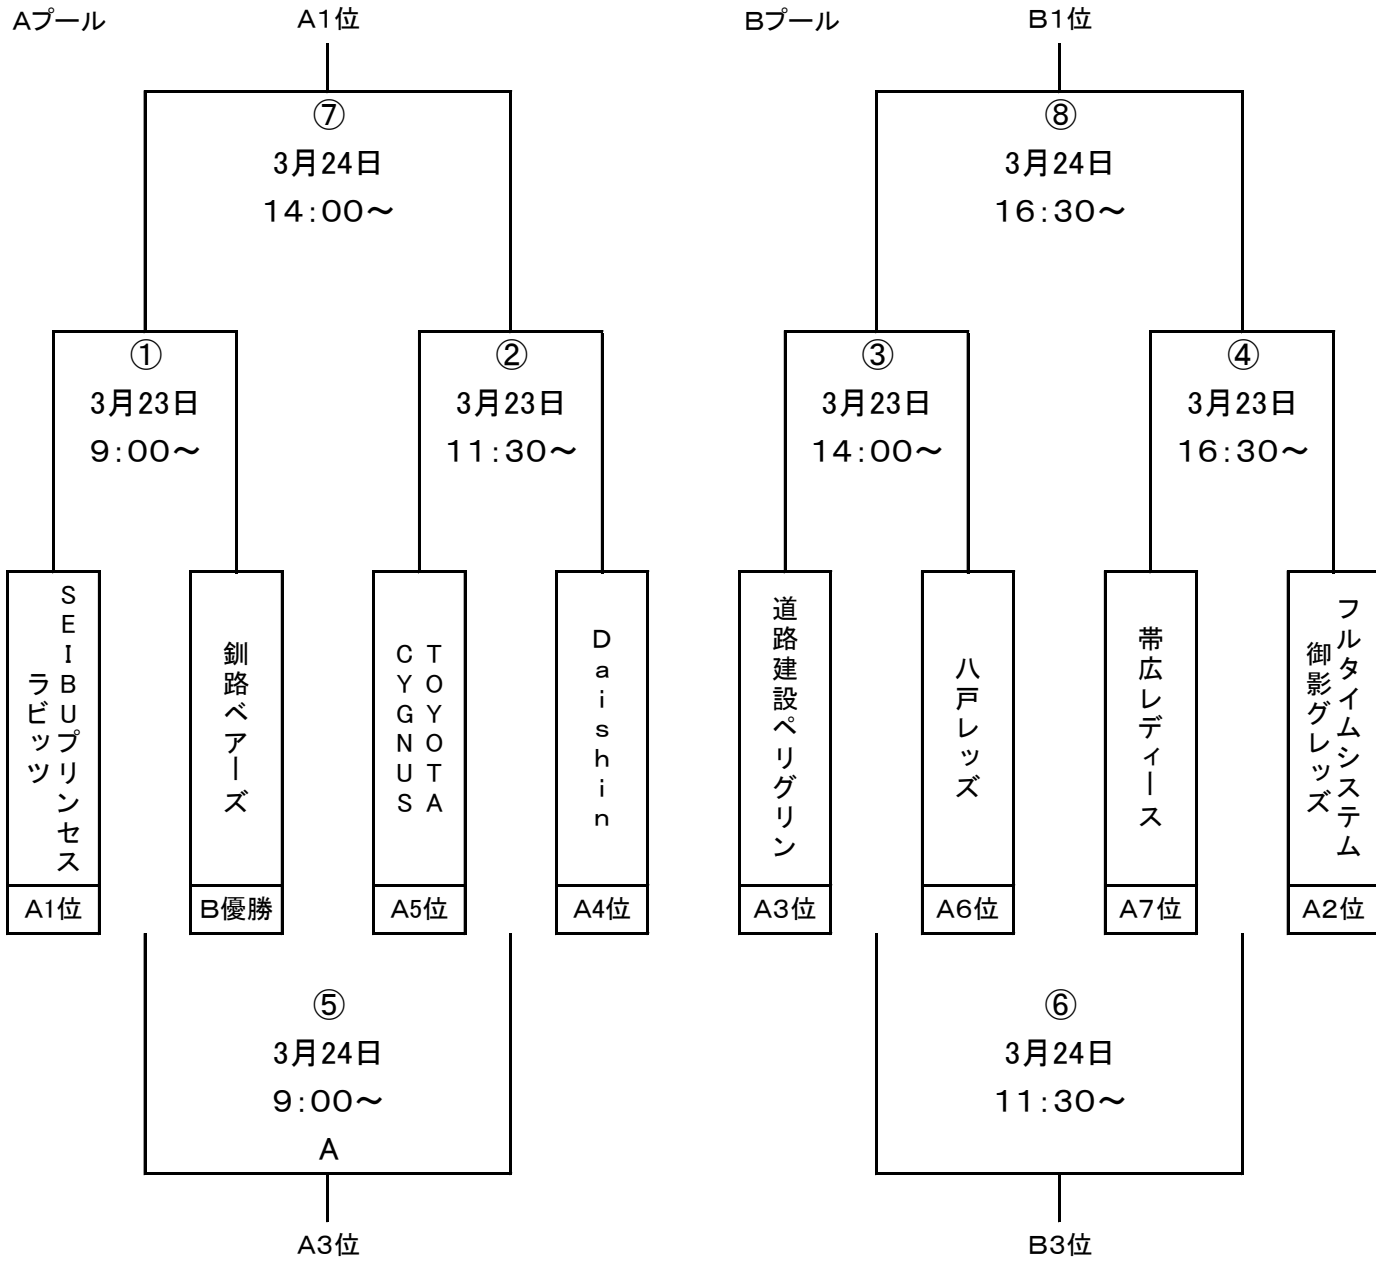 Aプール
A1位
Bプール
B1位
⑦
3月24日
14:00～
⑧
3月24日
16:30～
①
3月23日
9:00～
②
3月23日
11:30～
③
3月23日
14:00～
④
3月23日
16:30～
SEIBUプリンセス
ラビッツ
釧路ベアーズ
TOYOTA
CYGNUS
Daishin
道路建設ペリグリン
八戸レッズ
帯広レディース
フルタイムシステム
御影グレッズ
A1位
B優勝
A5位
A4位
A3位
A6位
A7位
A2位
⑤
3月24日
9:00～
A
A3位
⑥
3月24日
11:30～
B3位